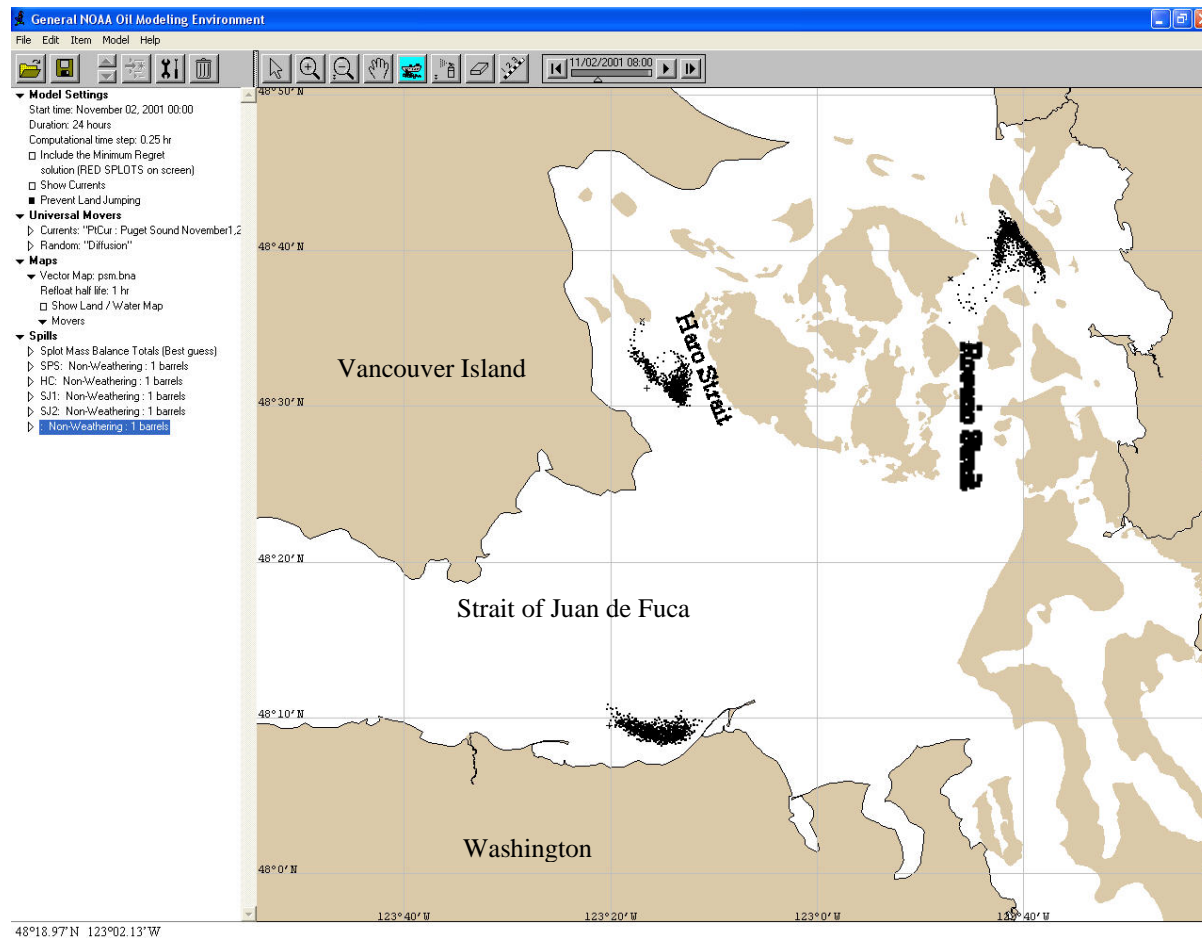 General NOAA Oil Modeling Environment
File Edit Item Model Help
11/02/2001 08:00
Model Settings
Start time: November 02, 2001 00:00
Duration: 24 hours
Computational time step: 0.25 hr
Include the Minimum Regret
solution (RED SPLOTS on screen)
Show Currents
Prevent Land Jumping
Universal Movers
Currents: "PtCur : Puget Sound November1,2
Random: "Diffusion"
Maps
Vector Map: psm.bna
Refloat half life: 1 hr
Show Land / Water Map
Movers
Spills
Splot Mass Balance Totals (Best guess)
SPS: Non-Weathering : 1 barrels
HC: Non-Weathering : 1 barrels
SJ1: Non-Weathering : 1 barrels
SJ2: Non-Weathering : 1 barrels
: Non-Weathering : 1 barrels
48°50'N
48°40'N
48°30'N
48°20'N
48°10'N
48°0'N
Haro Strait
Vancouver Island
Strait of Juan de Fuca
Washington
123°40'W
123°20'W
123°0'W
48°18.97'N 123°02.13'W